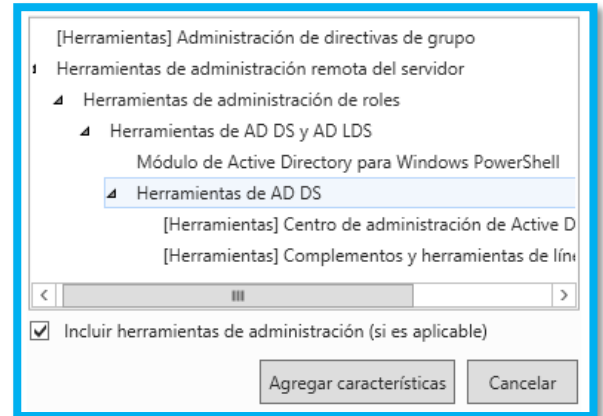 [Herramientas] Administración de directivas de grupo
Herramientas de administración remota del servidor
Herramientas de administración de roles
Herramientas de AD DS y AD LDS
Módulo de Active Directory para Windows PowerShell
Herramientas de AD DS
[Herramientas] Centro de administración de Active D
[Herramientas] Complementos y herramientas de
Incluir herramientas de administración (si es aplicable)
Agregar características
Cancelar